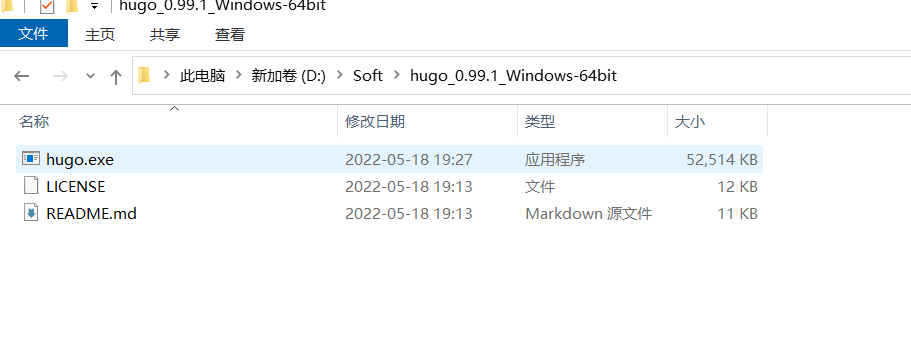 hugo_0.99.1_Windows-64bit
文件 主页 共享 查看
此电脑 新加卷 (D:) Soft hugo_0.99.1_Windows-64bit
名称 修改日期 类型 大小
hugo.exe 2022-05-18 19:27 应用程序 52,514 KB
LICENSE 2022-05-18 19:13 文件 12 KB
README.md 2022-05-18 19:13 Markdown 源文件 11 KB